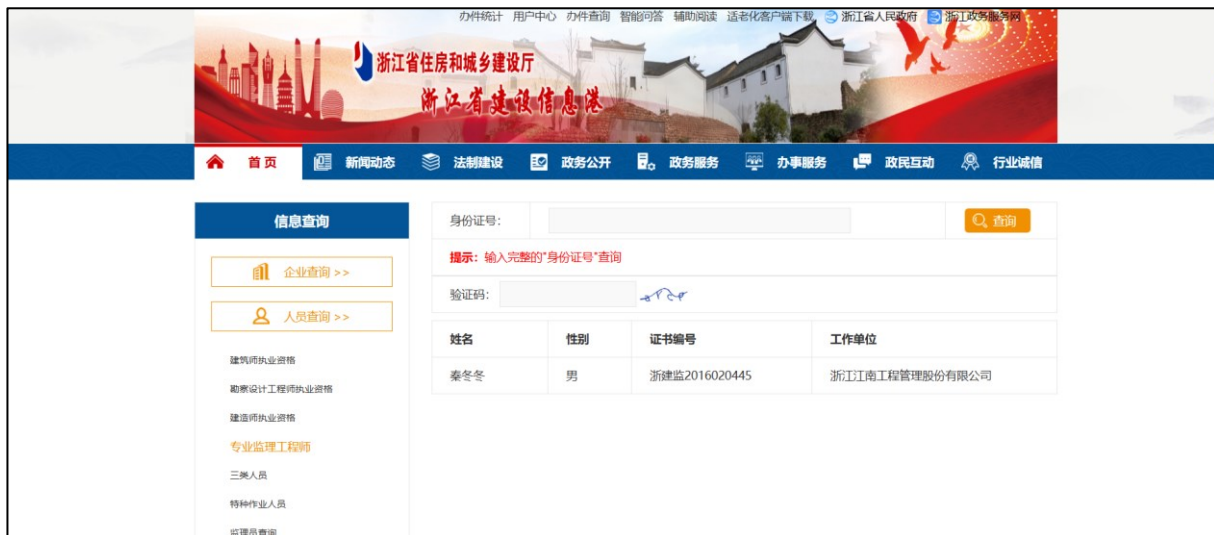 办件统计 用户中心 办件查询 智能问答 辅助阅读 适老化客户端下载 浙江省人民政府 浙江政务服务网
浙江省住房和城乡建设厅
浙江省建设信息港
首页 新闻动态 法制建设 政务公开 政务服务 办事服务 政民互动 行业诚信
信息查询
企业查询 >>
人员查询 >>
建筑师执业资格
勘察设计工程师执业资格
建造师执业资格
专业监理工程师
三类人员
特种作业人员
监理员查询
身份证号： 查询
提示：输入完整的"身份证号"查询
验证码：
姓名 性别 证书编号 工作单位
秦冬冬 男 浙建监2016020445 浙江江南工程管理股份有限公司